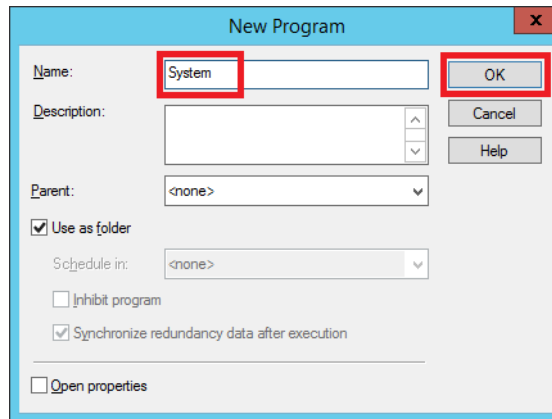 New Program
x
Name:
System
OK
Description:
Cancel
Help
Parent:
<none>
Use as folder
Schedule in:
<none>
Inhibit program
Synchronize redundancy data after execution
Open properties